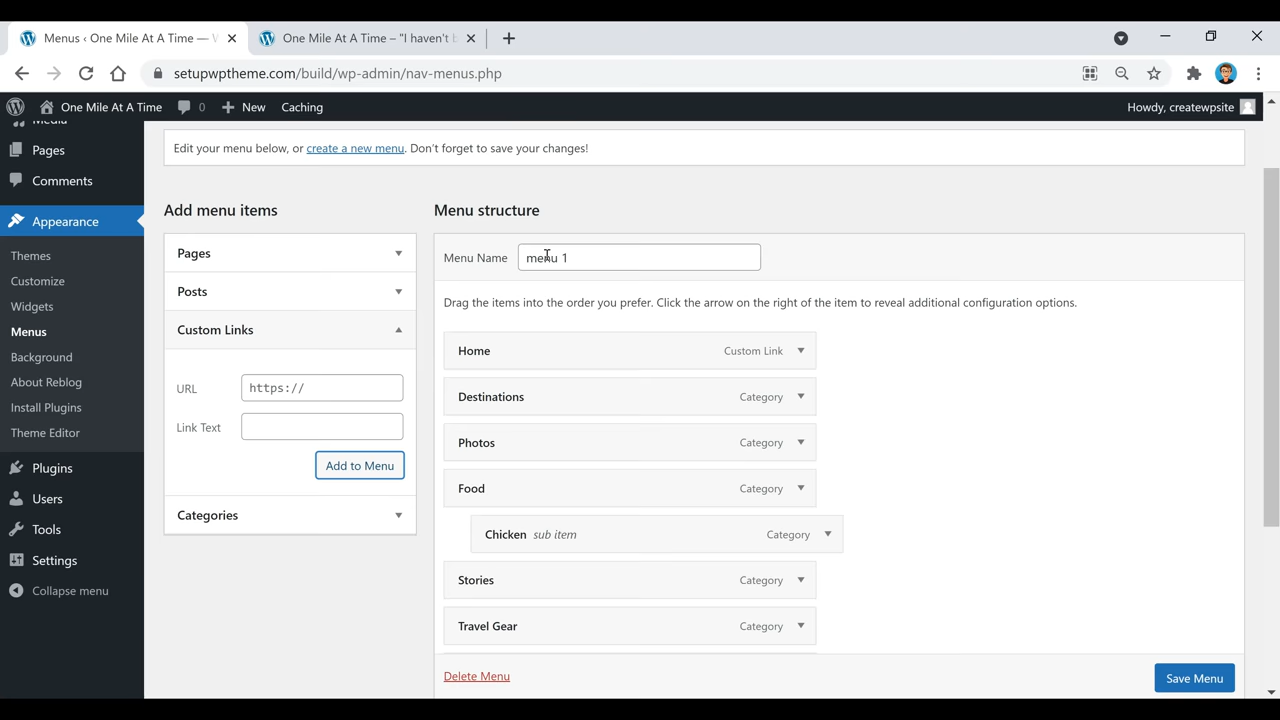 Menus ‹ One Mile At A Time — W
One Mile At A Time – "I haven't b
setupwptheme.com/build/wp-admin/nav-menus.php
One Mile At A Time
0
New
Caching
Howdy, createwpsite
Media
Pages
Comments
Appearance
Themes
Customize
Widgets
Menus
Background
About Reblog
Install Plugins
Theme Editor
Plugins
Users
Tools
Settings
Collapse menu
Edit your menu below, or create a new menu. Don't forget to save your changes!
Add menu items
Pages
Posts
Custom Links
URL https://
Link Text
Add to Menu
Categories
Menu structure
Menu Name menu 1
Drag the items into the order you prefer. Click the arrow on the right of the item to reveal additional configuration options.
Home Custom Link
Destinations Category
Photos Category
Food Category
Chicken sub item Category
Stories Category
Travel Gear Category
Delete Menu
Save Menu